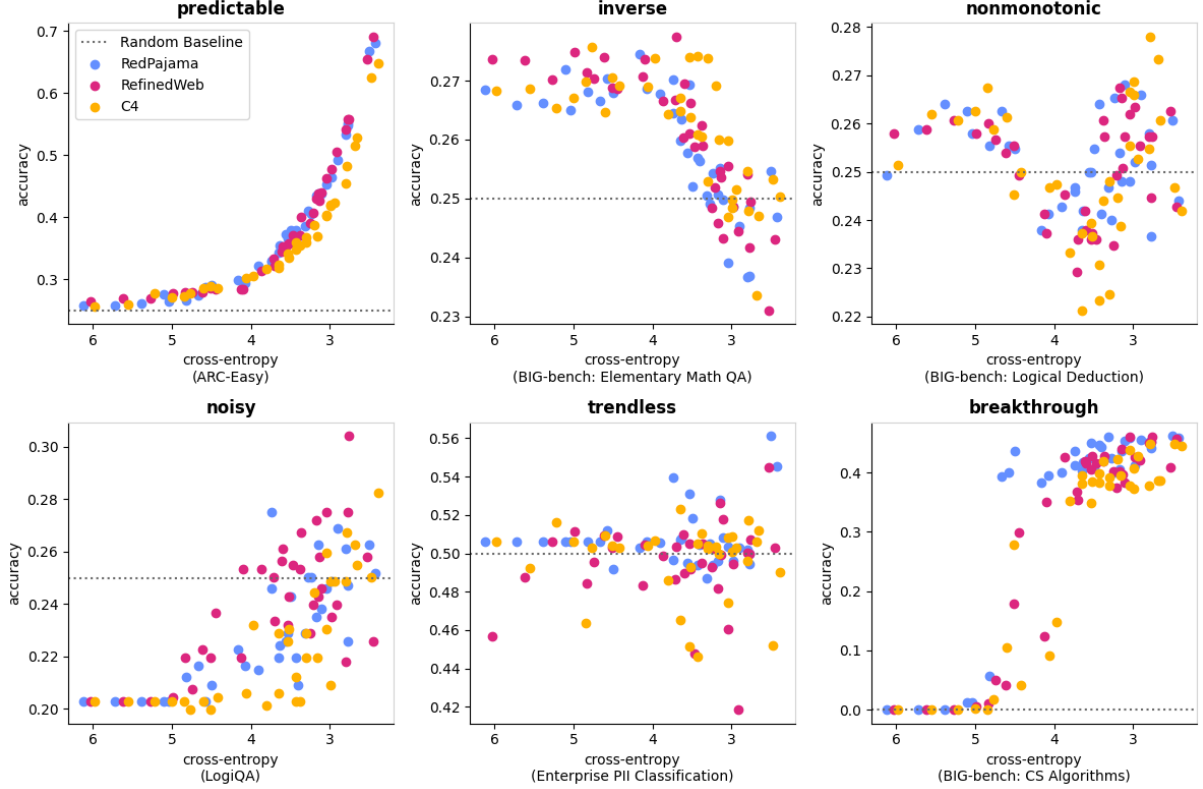 predictable
0.7
0.6
0.5
0.4
0.3
accuracy
Random Baseline
RedPajama
RefinedWeb
C4
6 5 4 3
cross-entropy
(ARC-Easy)
inverse
0.27
0.26
0.25
0.24
0.23
accuracy
6 5 4 3
cross-entropy
(BIG-bench: Elementary Math QA)
nonmonotonic
0.28
0.27
0.26
0.25
0.24
0.23
0.22
accuracy
6 5 4 3
cross-entropy
(BIG-bench: Logical Deduction)
noisy
0.30
0.28
0.26
0.24
0.22
0.20
accuracy
6 5 4 3
cross-entropy
(LogiQA)
trendless
0.56
0.54
0.52
0.50
0.48
0.46
0.44
0.42
accuracy
6 5 4 3
cross-entropy
(Enterprise PII Classification)
breakthrough
0.4
0.3
0.2
0.1
0.0
accuracy
6 5 4 3
cross-entropy
(BIG-bench: CS Algorithms)